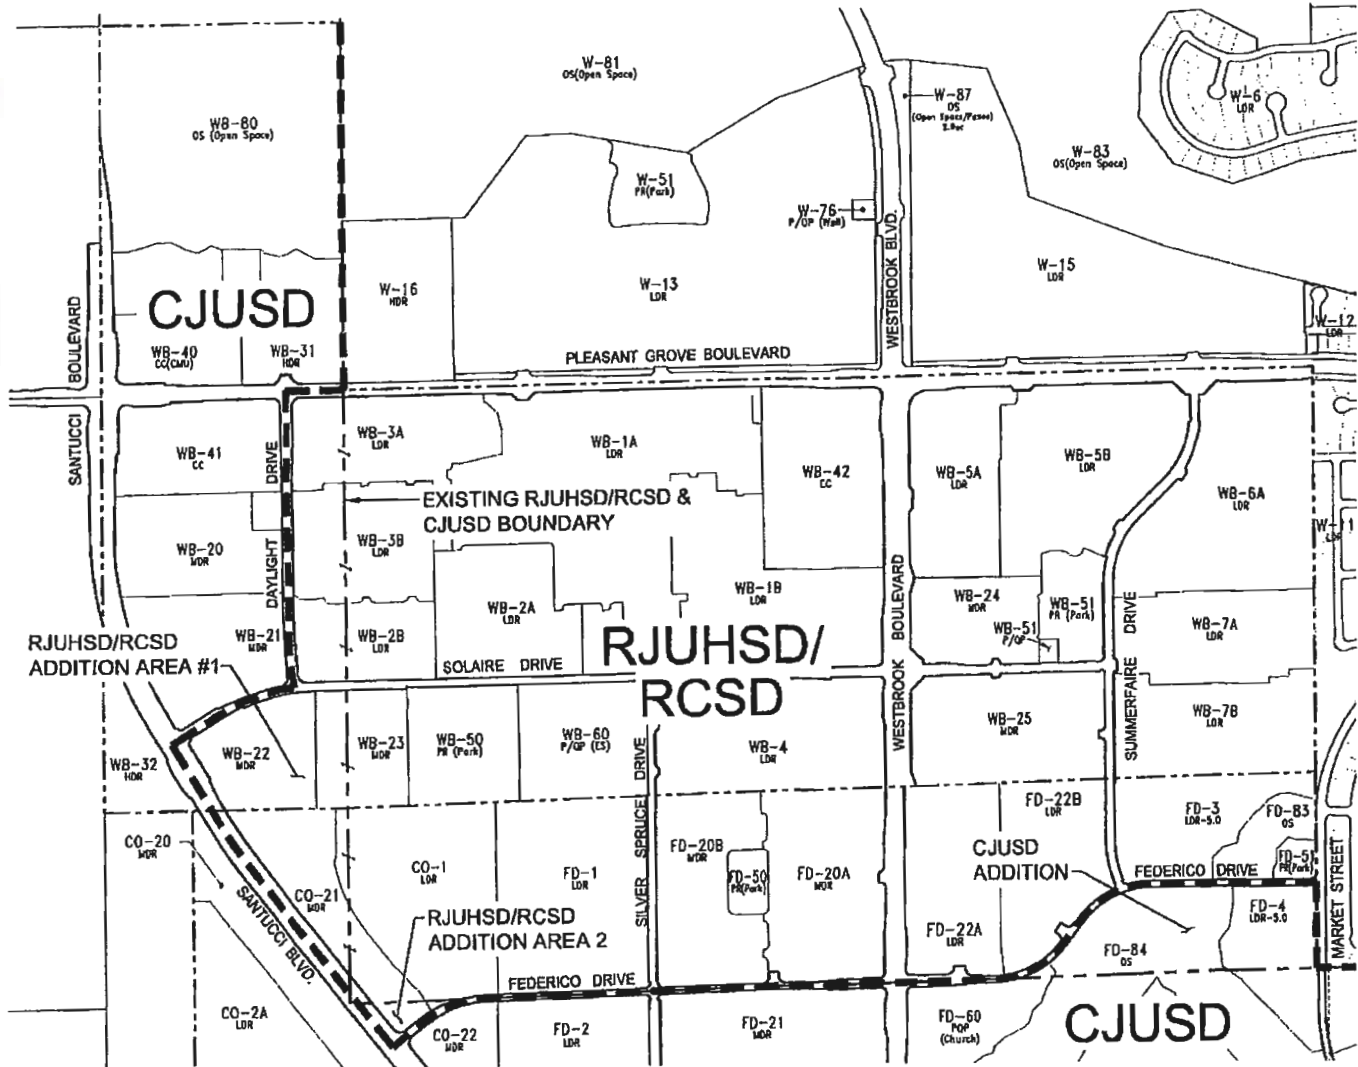 W-81
OS(Open Space)
W-87
OS
(Open Space/Paseo)
W-6
LDR
WB-80
OS (Open Space)
W-83
OS(Open Space)
W-51
PR(Park)
W-76
P/QP (Well)
WESTBROOK BLVD.
W-15
LDR
W-16
HDR
W-13
LDR
CJUSD
W-12
LDR
SANTUCCI BOULEVARD
WB-40
CC(CMU)
WB-31
HDR
PLEASANT GROVE BOULEVARD
WB-41
CC
DAYLIGHT DRIVE
WB-3A
LDR
WB-1A
LDR
WB-42
CC
WB-5A
LDR
WB-5B
LDR
WB-6A
LDR
EXISTING RJUHSD/RCSD &
CJUSD BOUNDARY
W-11
LDR
WB-20
MDR
WB-3B
LDR
WB-2A
LDR
WB-1B
LDR
WESTBROOK BOULEVARD
WB-24
MDR
WB-51
PR (Park)
WB-51
P/QP
SUMMERFAIRE DRIVE
WB-7A
LDR
RJUHSD/RCSD
ADDITION AREA #1
WB-21
MDR
WB-2B
LDR
SOLAIRE DRIVE
RJUHSD/
RCSD
WB-32
HDR
WB-22
MDR
WB-23
MDR
WB-50
PR (Park)
WB-60
P/QP (ES)
SILVER SPRUCE DRIVE
WB-4
LDR
WB-25
MDR
WB-7B
LDR
CO-20
MDR
CO-21
MDR
CO-1
LDR
FD-1
LDR
FD-20B
MDR
FD-50
PR(Park)
FD-20A
MDR
FD-22B
LDR
FD-3
LDR-5.0
FD-83
OS
FD-51
PR(Park)
CJUSD
ADDITION
FEDERICO DRIVE
FD-4
LDR-5.0
MARKET STREET
SANTUCCI BLVD.
RJUHSD/RCSD
ADDITION AREA 2
FD-22A
LDR
FD-84
OS
FEDERICO DRIVE
CO-2A
LDR
CO-22
MDR
FD-2
LDR
FD-21
MDR
FD-60
PQP
(Church)
CJUSD